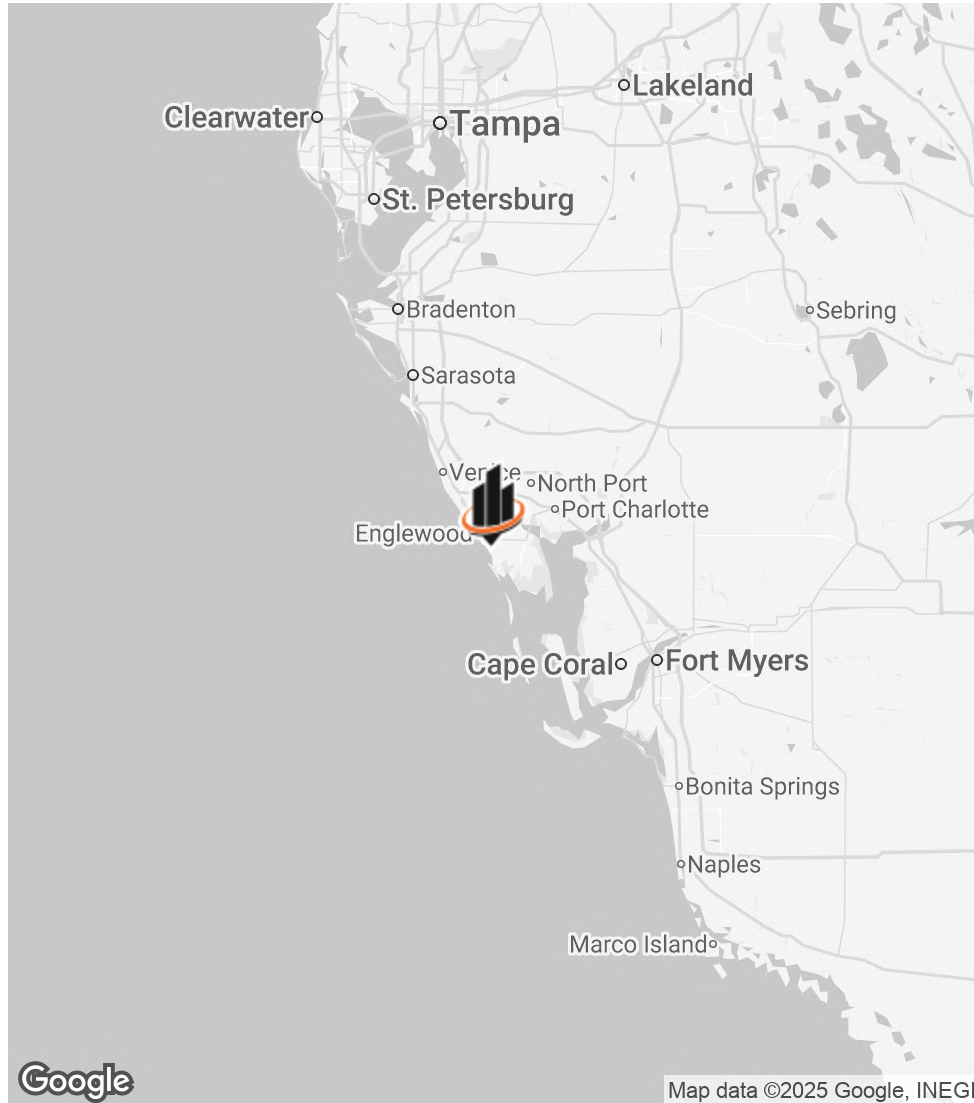 Lakeland
Clearwater
Tampa
St. Petersburg
Bradenton
Sebring
Sarasota
Venice
North Port
Port Charlotte
Englewood
Cape Coral
Fort Myers
Bonita Springs
Naples
Marco Island
Google
Map data ©2025 Google, INEGI